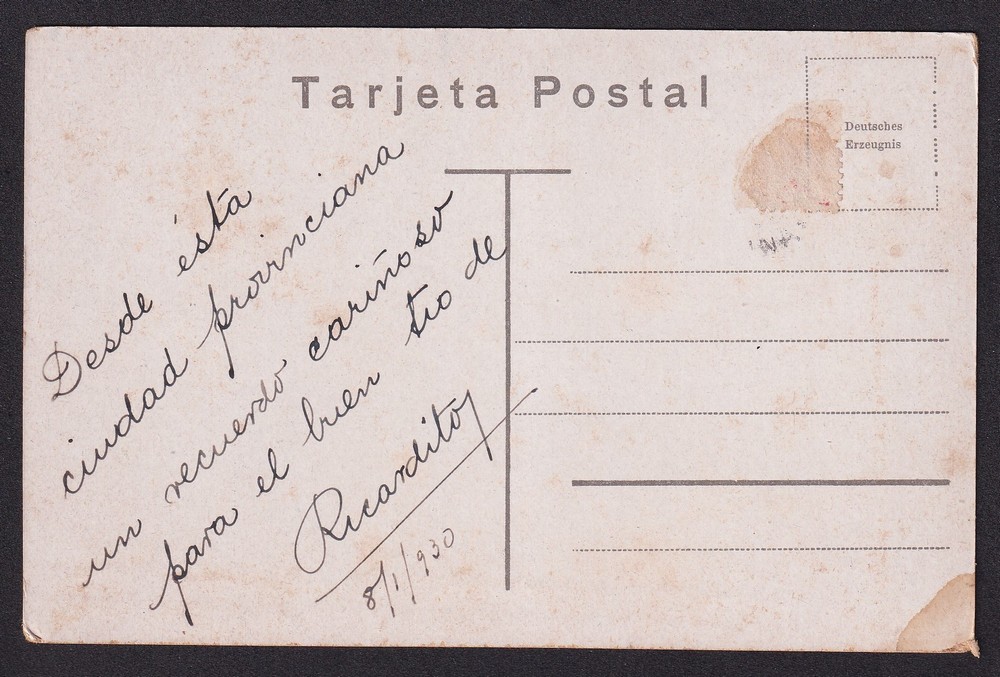 Tarjeta Postal
Deutsches
Erzeugnis
Desde ésta
ciudad provinciana
un recuerdo cariñoso
para el buen tio de
Ricardito
8/1/930